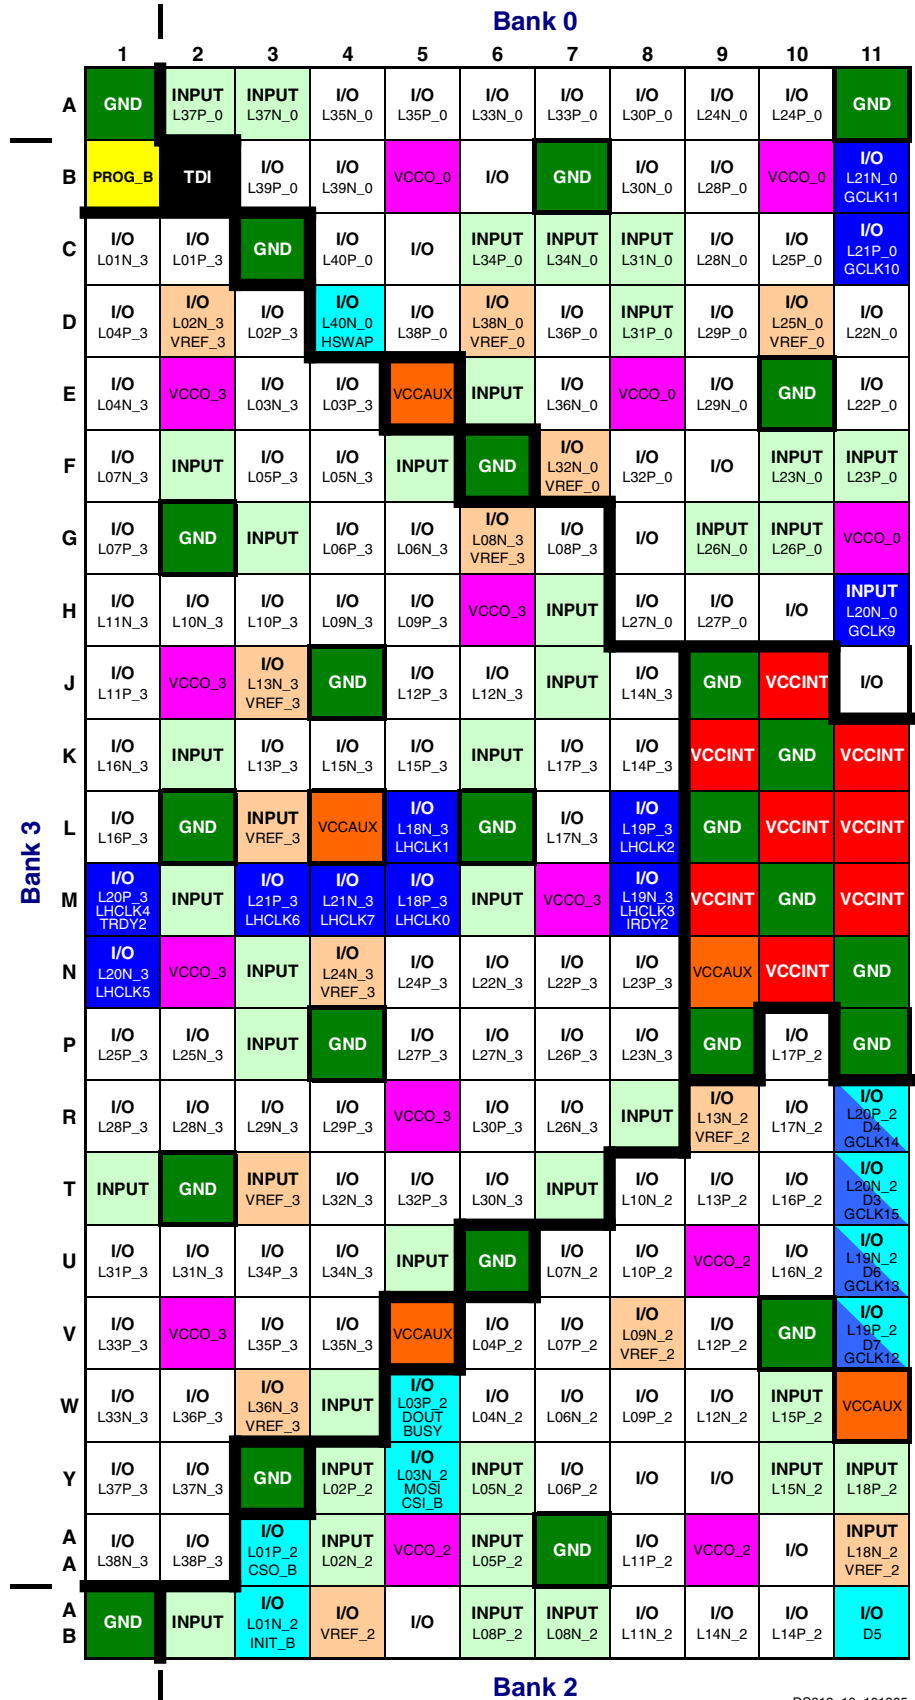 Bank 0
1 2 3 4 5 6 7 8 9 10 11
A GND INPUT L37P_0 INPUT L37N_0 I/O L35N_0 I/O L35P_0 I/O L33N_0 I/O L33P_0 I/O L30P_0 I/O L24N_0 I/O L24P_0 GND
B PROG_B TDI I/O L39P_0 I/O L39N_0 VCCO_0 I/O GND I/O L30N_0 I/O L28P_0 VCCO_0 I/O L21N_0 GCLK11
C I/O L01N_3 I/O L01P_3 GND I/O L40P_0 I/O INPUT L34P_0 INPUT L34N_0 INPUT L31N_0 I/O L28N_0 I/O L25P_0 I/O L21P_0 GCLK10
D I/O L04P_3 I/O L02N_3 VREF_3 I/O L02P_3 I/O L40N_0 HSWAP I/O L38P_0 I/O L38N_0 VREF_0 I/O L36P_0 INPUT L31P_0 I/O L29P_0 I/O L25N_0 VREF_0 I/O L22N_0
E I/O L04N_3 VCCO_3 I/O L03N_3 I/O L03P_3 VCCAUX INPUT I/O L36N_0 VCCO_0 I/O L29N_0 GND I/O L22P_0
F I/O L07N_3 INPUT I/O L05P_3 I/O L05N_3 INPUT GND I/O L32N_0 VREF_0 I/O L32P_0 I/O INPUT L23N_0 INPUT L23P_0
G I/O L07P_3 GND INPUT I/O L06P_3 I/O L06N_3 I/O L08N_3 VREF_3 I/O L08P_3 I/O INPUT L26N_0 INPUT L26P_0 VCCO_0
H I/O L11N_3 I/O L10N_3 I/O L10P_3 I/O L09N_3 I/O L09P_3 VCCO_3 INPUT I/O L27N_0 I/O L27P_0 I/O INPUT L20N_0 GCLK9
J I/O L11P_3 VCCO_3 I/O L13N_3 VREF_3 GND I/O L12P_3 I/O L12N_3 INPUT I/O L14N_3 GND VCCINT I/O
K I/O L16N_3 INPUT I/O L13P_3 I/O L15N_3 I/O L15P_3 INPUT I/O L17P_3 I/O L14P_3 VCCINT GND VCCINT
Bank 3
L I/O L16P_3 GND INPUT VREF_3 VCCAUX I/O L18N_3 LHCLK1 GND I/O L17N_3 I/O L19P_3 LHCLK2 GND VCCINT VCCINT
M I/O L20P_3 LHCLK4 TRDY2 INPUT I/O L21P_3 LHCLK6 I/O L21N_3 LHCLK7 I/O L18P_3 LHCLK0 INPUT VCCO_3 I/O L19N_3 LHCLK3 IRDY2 VCCINT GND VCCINT
N I/O L20N_3 LHCLK5 VCCO_3 INPUT I/O L24N_3 VREF_3 I/O L24P_3 I/O L22N_3 I/O L22P_3 I/O L23P_3 VCCAUX VCCINT GND
P I/O L25P_3 I/O L25N_3 INPUT GND I/O L27P_3 I/O L27N_3 I/O L26P_3 I/O L23N_3 GND I/O L17P_2 GND
R I/O L28P_3 I/O L28N_3 I/O L29N_3 I/O L29P_3 VCCO_3 I/O L30P_3 I/O L26N_3 INPUT I/O L13N_2 VREF_2 I/O L17N_2 I/O L20P_2 D4 GCLK14
T INPUT GND INPUT VREF_3 I/O L32N_3 I/O L32P_3 I/O L30N_3 INPUT I/O L10N_2 I/O L13P_2 I/O L16P_2 I/O L20N_2 D3 GCLK15
U I/O L31P_3 I/O L31N_3 I/O L34P_3 I/O L34N_3 INPUT GND I/O L07N_2 I/O L10P_2 VCCO_2 I/O L16N_2 I/O L19N_2 D6 GCLK13
V I/O L33P_3 VCCO_3 I/O L35P_3 I/O L35N_3 VCCAUX I/O L04P_2 I/O L07P_2 I/O L09N_2 VREF_2 I/O L12P_2 GND I/O L19P_2 D7 GCLK12
W I/O L33N_3 I/O L36P_3 I/O L36N_3 VREF_3 INPUT I/O L03P_2 DOUT BUSY I/O L04N_2 I/O L06N_2 I/O L09P_2 I/O L12N_2 INPUT L15P_2 VCCAUX
Y I/O L37P_3 I/O L37N_3 GND INPUT L02P_2 I/O L03N_2 MOSI CSI_B INPUT L05N_2 I/O L06P_2 I/O I/O INPUT L15N_2 INPUT L18P_2
AA I/O L38N_3 I/O L38P_3 I/O L01P_2 CSO_B INPUT L02N_2 VCCO_2 INPUT L05P_2 GND I/O L11P_2 VCCO_2 I/O INPUT L18N_2 VREF_2
AB GND INPUT I/O L01N_2 INIT_B I/O VREF_2 I/O INPUT L08P_2 INPUT L08N_2 I/O L11N_2 I/O L14N_2 I/O L14P_2 I/O D5
Bank 2